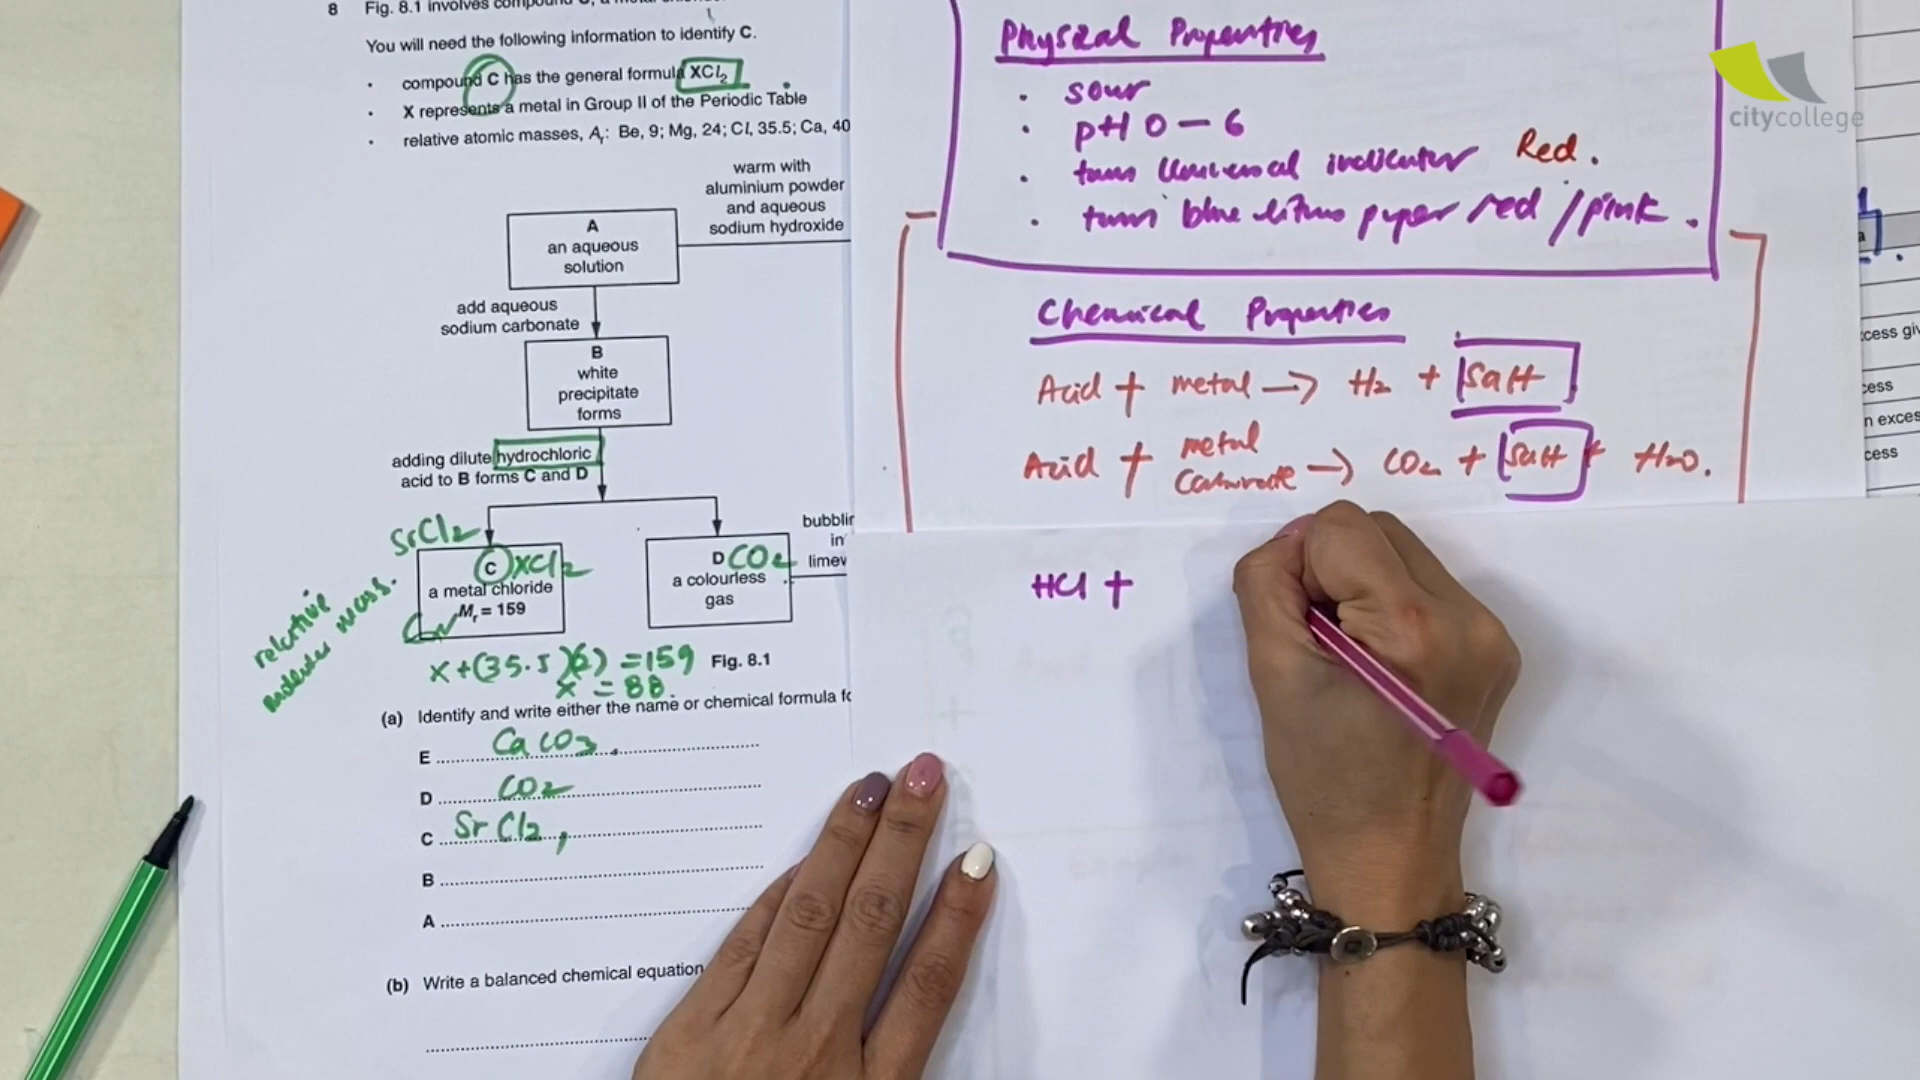 8 Fig. 8.1 involves compound
You will need the following information to identify C.
• compound C has the general formula XCl2
• X represents a metal in Group II of the Periodic Table
• relative atomic masses, Ar: Be, 9; Mg, 24; Cl, 35.5; Ca, 40
warm with
aluminium powder
and aqueous
sodium hydroxide
A
an aqueous
solution
add aqueous
sodium carbonate
B
white
precipitate
forms
adding dilute hydrochloric
acid to B forms C and D
SrCl2
C XCl2
a metal chloride
Mr = 159
relative
mass.
D CO2
a colourless
gas
x+(35.5)(2) = 159
x = 88.
Fig. 8.1
(a) Identify and write either the name or chemical formula
E CaCO3.
D CO2
C SrCl2,
B
A
(b) Write a balanced chemical equation
Physical Properties
• sour
• pH 0 – 6
• turns Universal indicator Red.
• turns blue litmus paper red / pink.
Chemical Properties
Acid + metal → H2 + salt
Acid + metal carbonate → CO2 + salt + H2O.
HCl +
citycollege
cess
n exces
cess